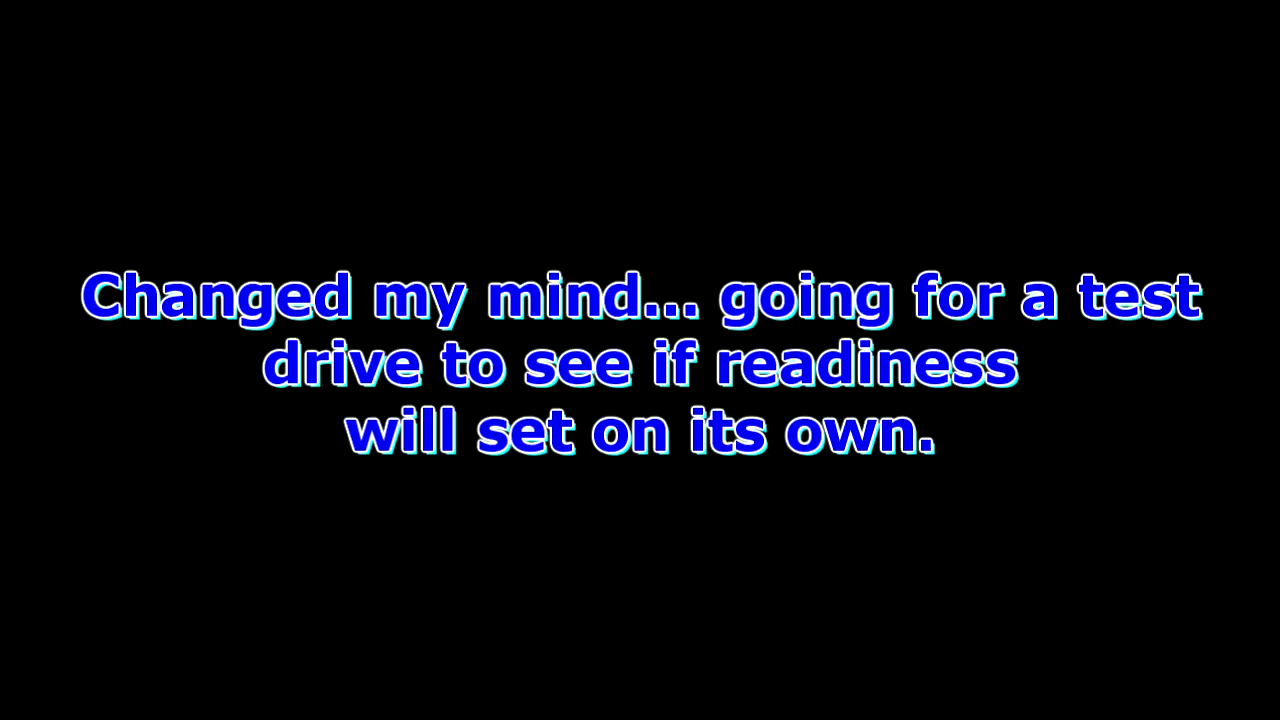 Changed my mind... going for a test
drive to see if readiness
will set on its own.